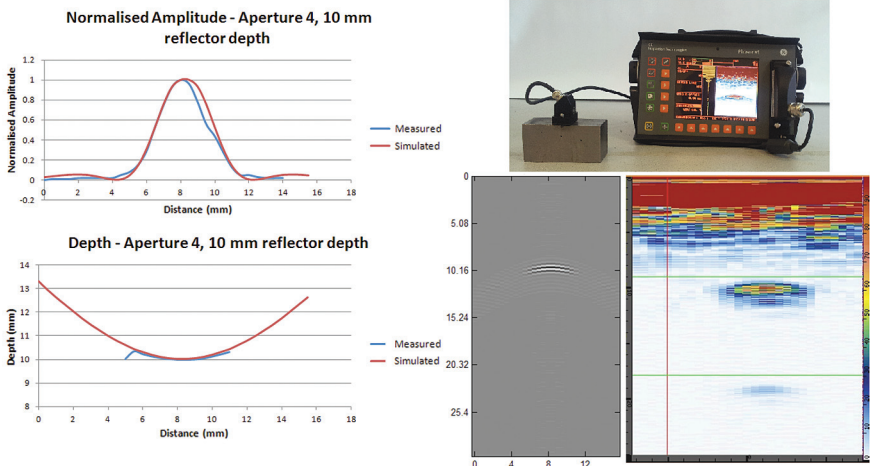 Normalised Amplitude - Aperture 4, 10 mm
reflector depth
Normalised Amplitude
1.2
1
0.8
0.6
0.4
0.2
0
-0.2
0 2 4 6 8 10 12 14 16 18
Distance (mm)
Measured
Simulated
Depth - Aperture 4, 10 mm reflector depth
Depth (mm)
14
13
12
11
10
9
8
0 2 4 6 8 10 12 14 16 18
Distance (mm)
Measured
Simulated
0
5.08
10.16
15.24
20.32
25.4
0 4 8 12